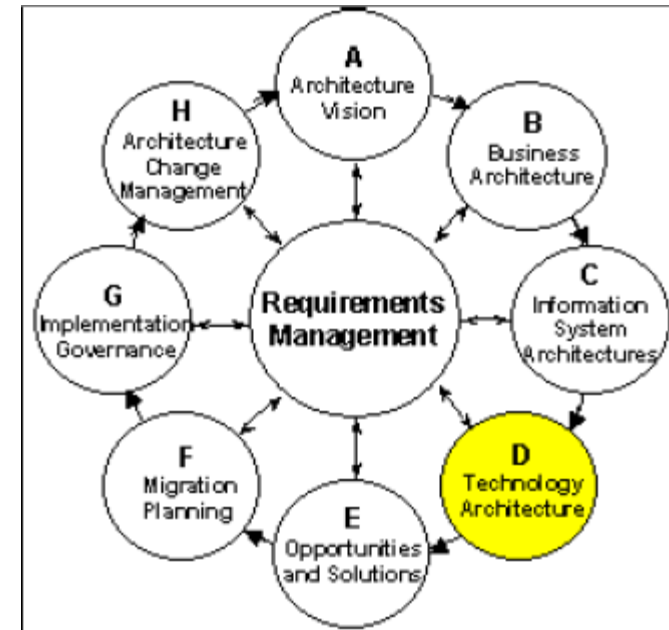 A
Architecture
Vision
B
Business
Architecture
C
Information
System
Architectures
D
Technology
Architecture
E
Opportunities
and Solutions
F
Migration
Planning
G
Implementation
Governance
H
Architecture
Change
Management
Requirements
Management